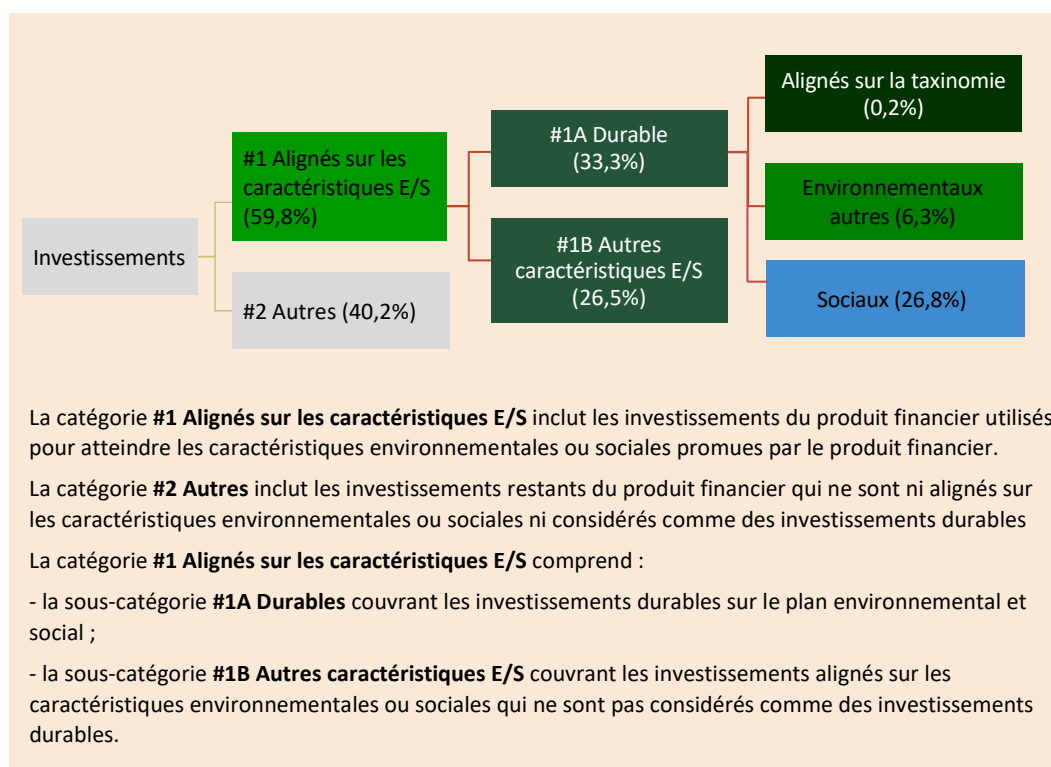 Investissements
#1 Alignés sur les
caractéristiques E/S
(59,8%)
#2 Autres (40,2%)
#1A Durable
(33,3%)
#1B Autres
caractéristiques E/S
(26,5%)
Alignés sur la taxinomie
(0,2%)
Environnementaux
autres (6,3%)
Sociaux (26,8%)
La catégorie #1 Alignés sur les caractéristiques E/S inclut les investissements du produit financier utilisés
pour atteindre les caractéristiques environnementales ou sociales promues par le produit financier.
La catégorie #2 Autres inclut les investissements restants du produit financier qui ne sont ni alignés sur
les caractéristiques environnementales ou sociales ni considérés comme des investissements durables
La catégorie #1 Alignés sur les caractéristiques E/S comprend :
- la sous-catégorie #1A Durables couvrant les investissements durables sur le plan environnemental et
social ;
- la sous-catégorie #1B Autres caractéristiques E/S couvrant les investissements alignés sur les
caractéristiques environnementales ou sociales qui ne sont pas considérés comme des investissements
durables.